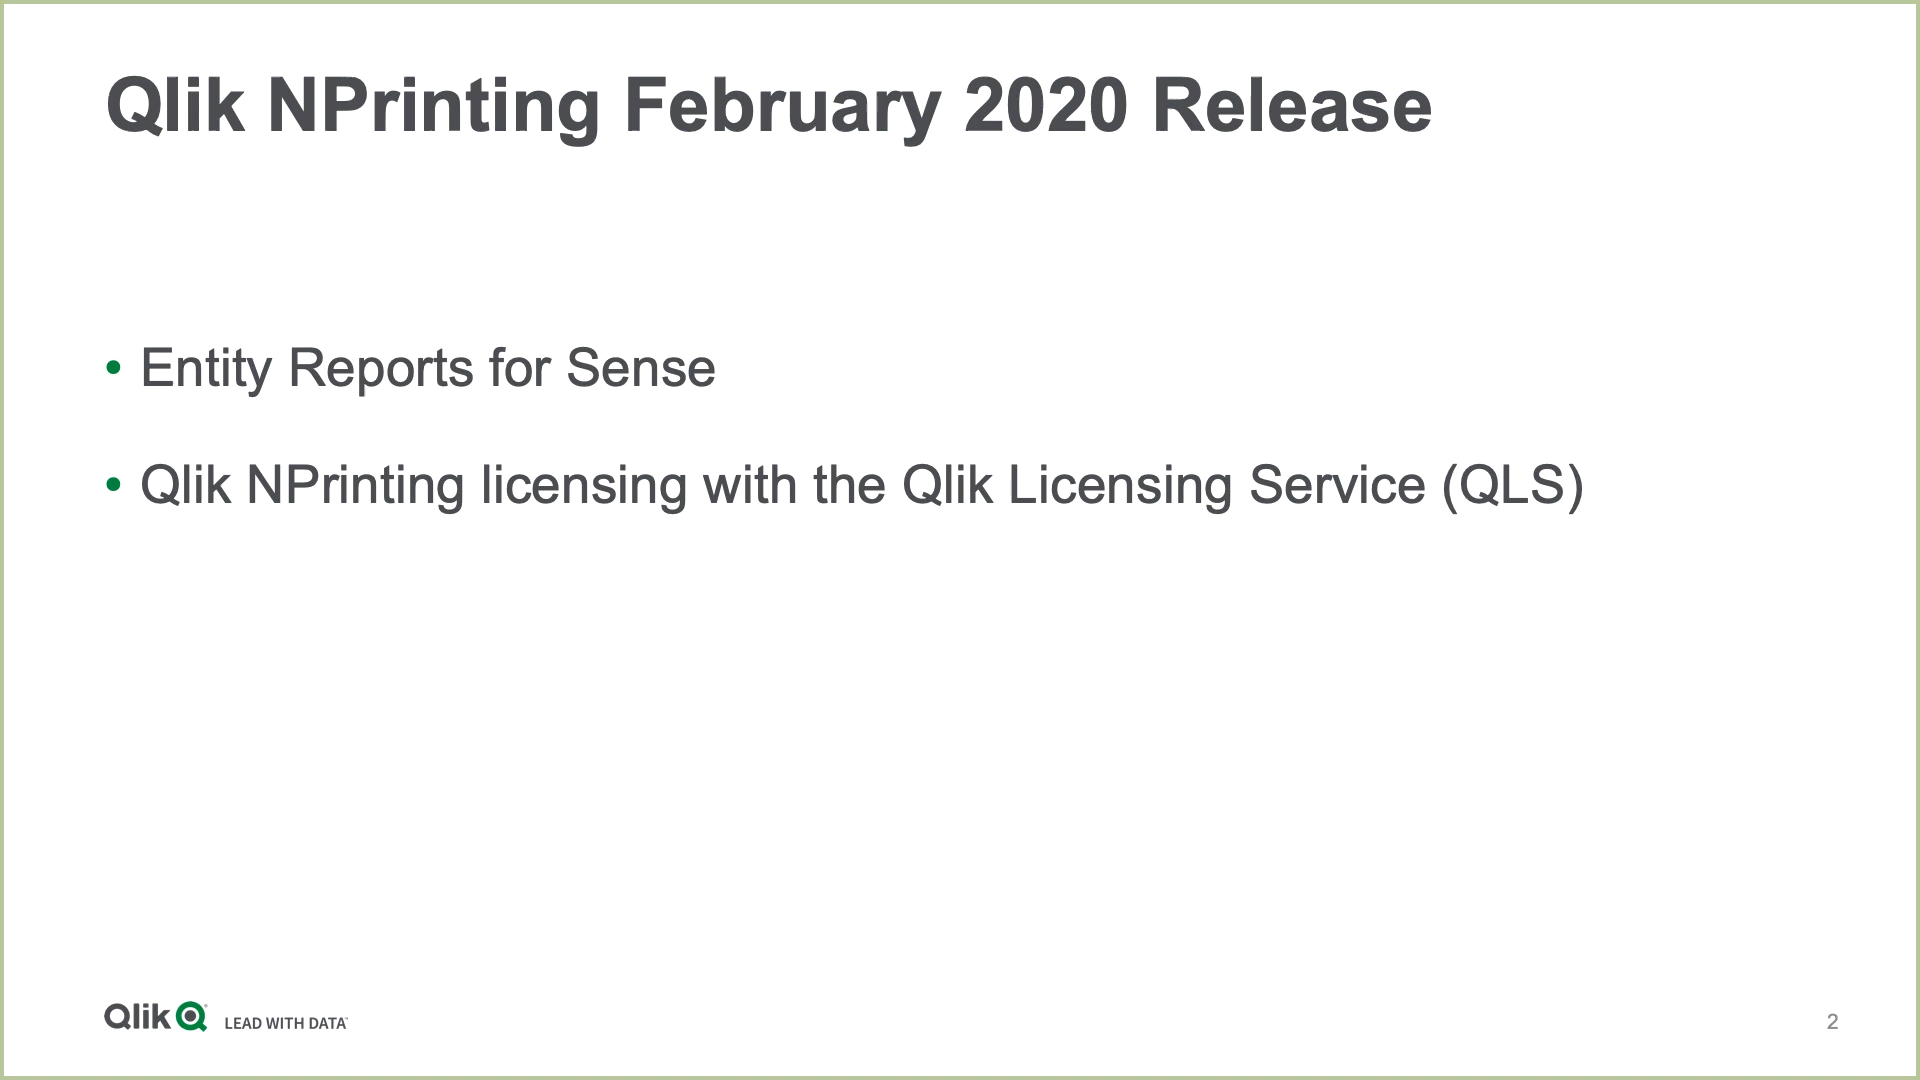 Qlik NPrinting February 2020 Release
• Entity Reports for Sense
• Qlik NPrinting licensing with the Qlik Licensing Service (QLS)
Qlik LEAD WITH DATA™
2